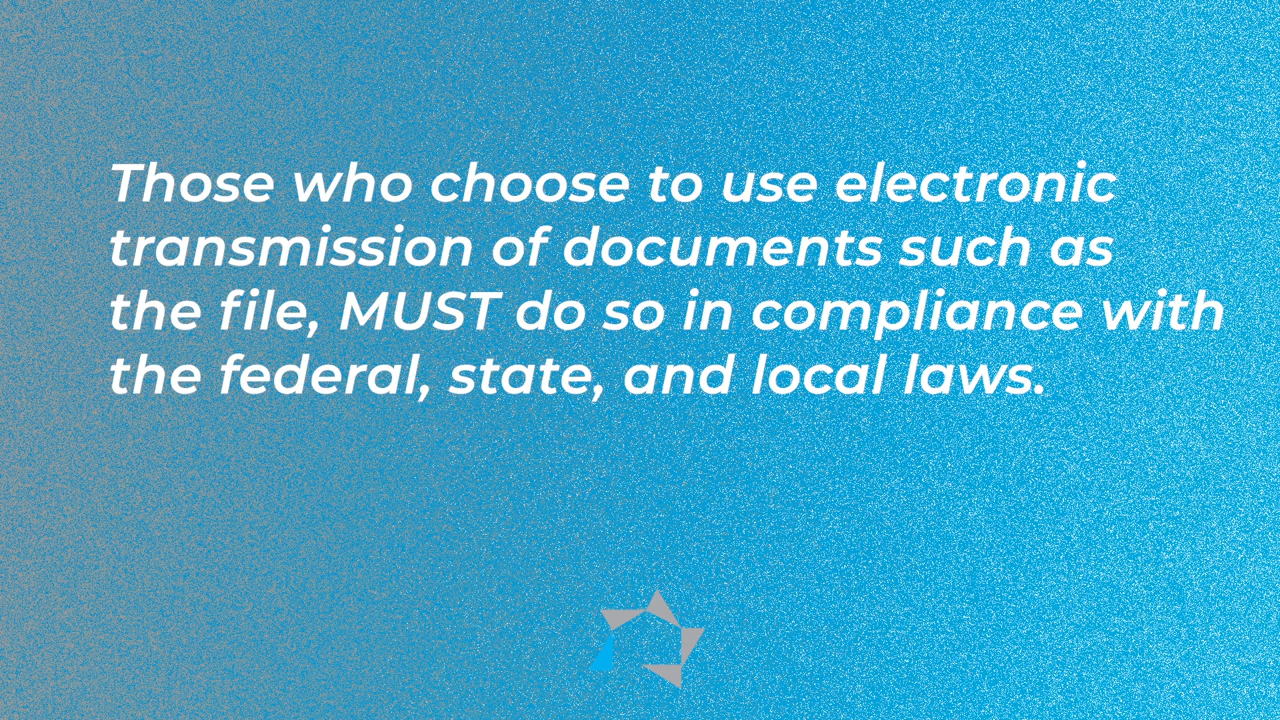 Those who choose to use electronic
transmission of documents such as
the file, MUST do so in compliance with
the federal, state, and local laws.